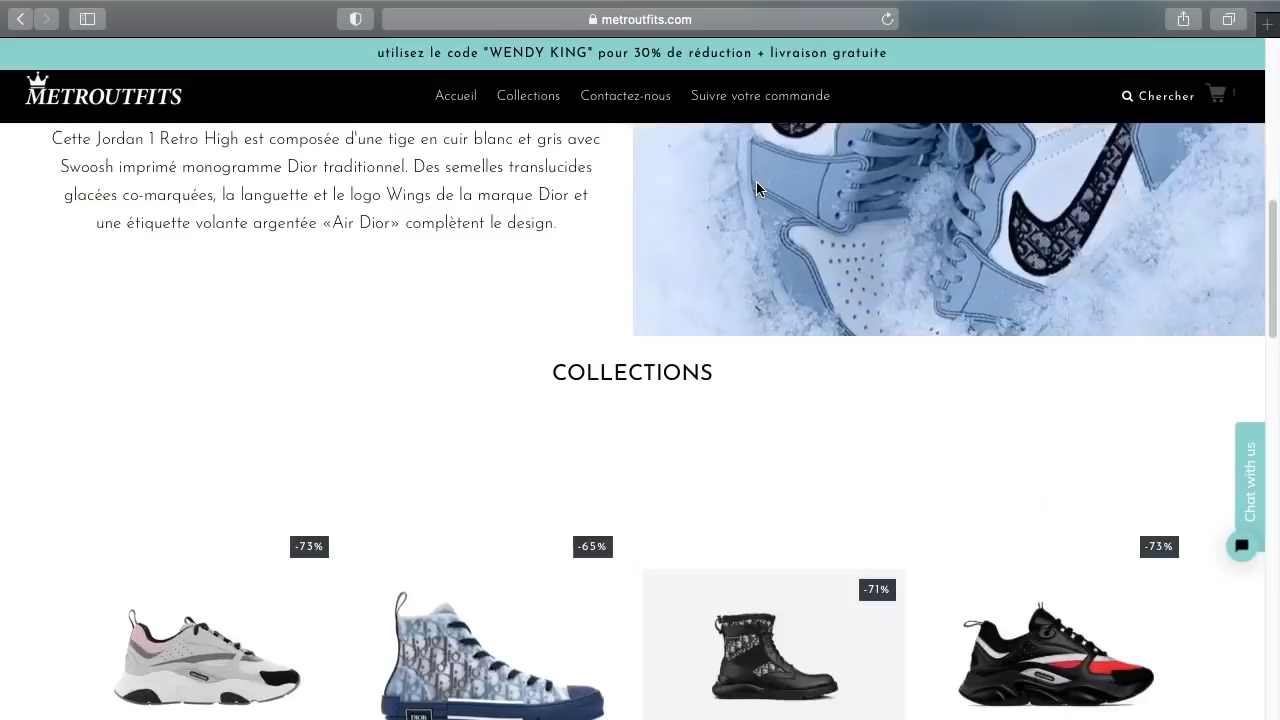 metroutfits.com
utilisez le code "WENDY KING" pour 30% de réduction + livraison gratuite
METROUTFITS
Accueil Collections Contactez-nous Suivre votre commande
Chercher 1
Cette Jordan 1 Retro High est composée d'une tige en cuir blanc et gris avec
Swoosh imprimé monogramme Dior traditionnel. Des semelles translucides
glacées co-marquées, la languette et le logo Wings de la marque Dior et
une étiquette volante argentée «Air Dior» complètent le design.
COLLECTIONS
Chat with us
-73%
-65%
-71%
-73%
DIOR